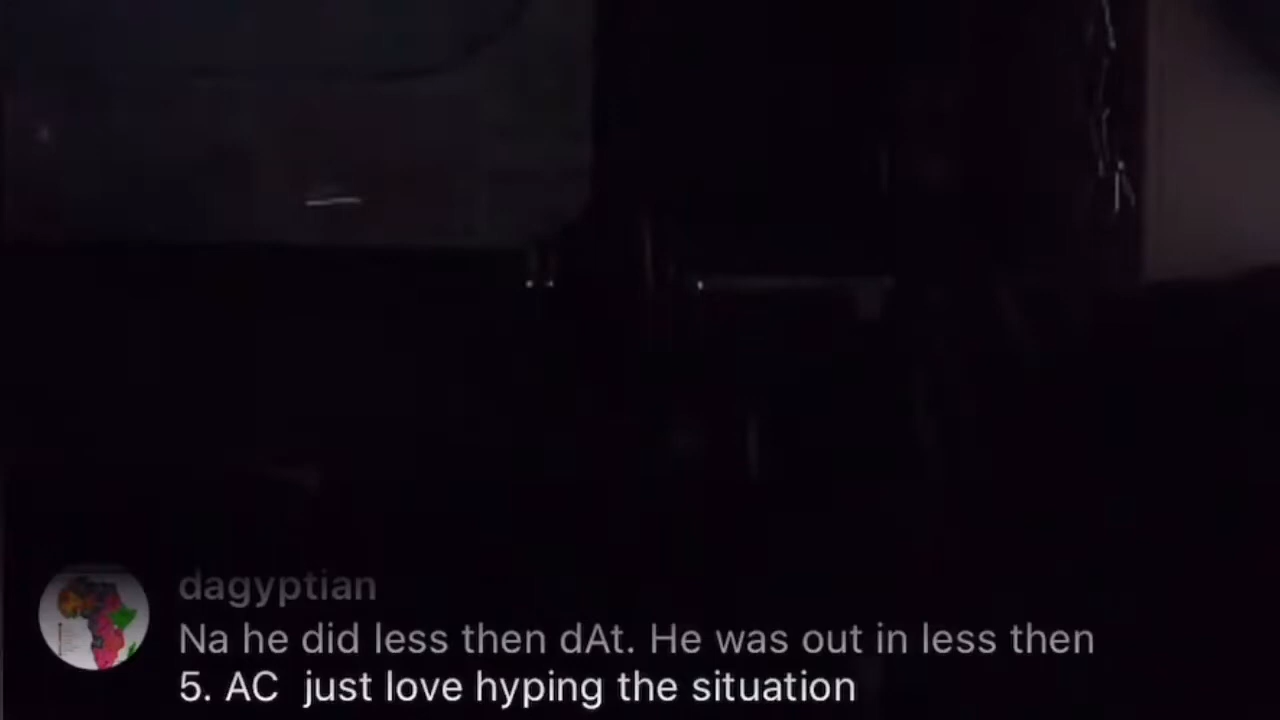 dagyptian
Na he did less then dAt. He was out in less then
5. AC  just love hyping the situation